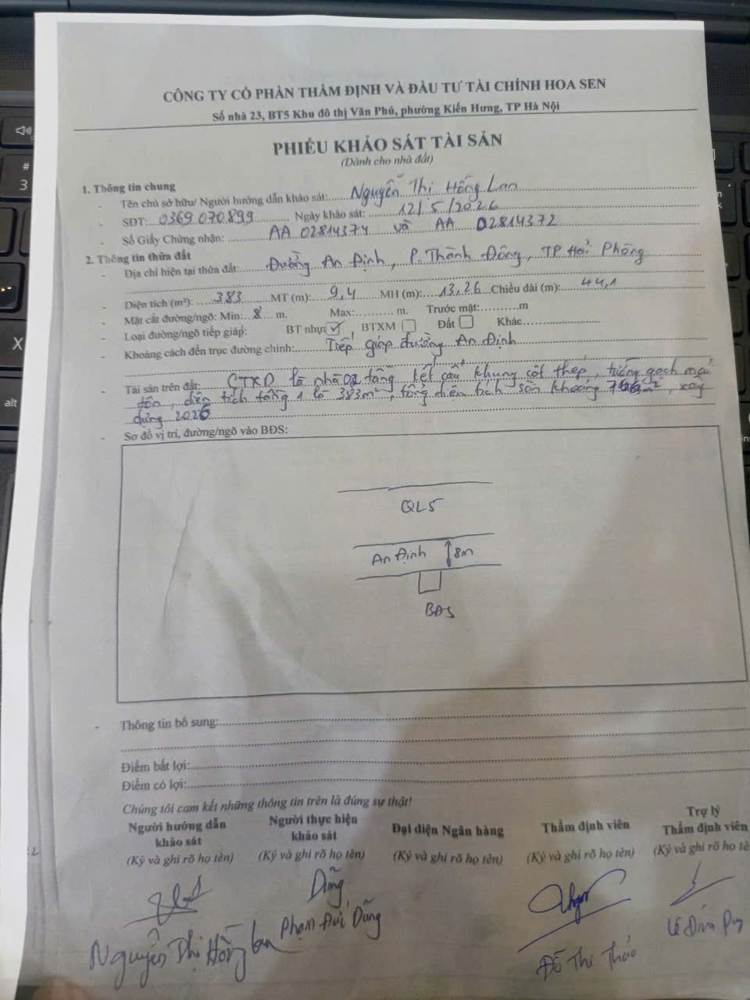 CÔNG TY CỔ PHẦN THẨM ĐỊNH VÀ ĐẦU TƯ TÀI CHÍNH HOA SEN
Số nhà 23, BT5 Khu đô thị Văn Phú, phường Kiến Hưng, TP Hà Nội
PHIẾU KHẢO SÁT TÀI SẢN
(Dành cho nhà đất)
1. Thông tin chung
- Tên chủ sở hữu/ Người hướng dẫn khảo sát: Nguyễn Thị Hồng Lan
- SĐT: 0369.070.899 Ngày khảo sát: 12/5/2026
- Số Giấy Chứng nhận: AA 02814374 và AA 02814372
2. Thông tin thửa đất
- Địa chỉ hiện tại thửa đất: Đường An Định, P. Thành Đông, TP Hải Phòng
- Diện tích (m²): 383 MT (m): 9,4 MH (m): 13,26 Chiều dài (m): 44,1
- Mặt cắt đường/ngõ: Min: 8 m. Max: m. Trước mặt: m
- Loại đường/ngõ tiếp giáp: BT nhựa BTXM Đất Khác
- Khoảng cách đến trục đường chính: Tiếp giáp đường An Định
- Tài sản trên đất: CTXD là nhà 02 tầng kết cấu khung cột thép, tường gạch mái
tôn, diện tích tầng 1 là 383m², tổng diện tích sàn khoảng m², xây
dựng 2026
- Sơ đồ vị trí, đường/ngõ vào BĐS:
QL5
An Định 8m
BĐS
- Thông tin bổ sung:
Điểm bất lợi:
Điểm có lợi:
Chúng tôi cam kết những thông tin trên là đúng sự thật!
Người hướng dẫn khảo sát Người thực hiện khảo sát Đại diện Ngân hàng Thẩm định viên Trợ lý Thẩm định viên
(Ký và ghi rõ họ tên) (Ký và ghi rõ họ tên) (Ký và ghi rõ họ tên) (Ký và ghi rõ họ tên) (Ký và ghi rõ họ tê
Dũng
Nguyễn Thị Hồng Lan Phạm Đức Dũng Đỗ Thị Thảo Lê Đình